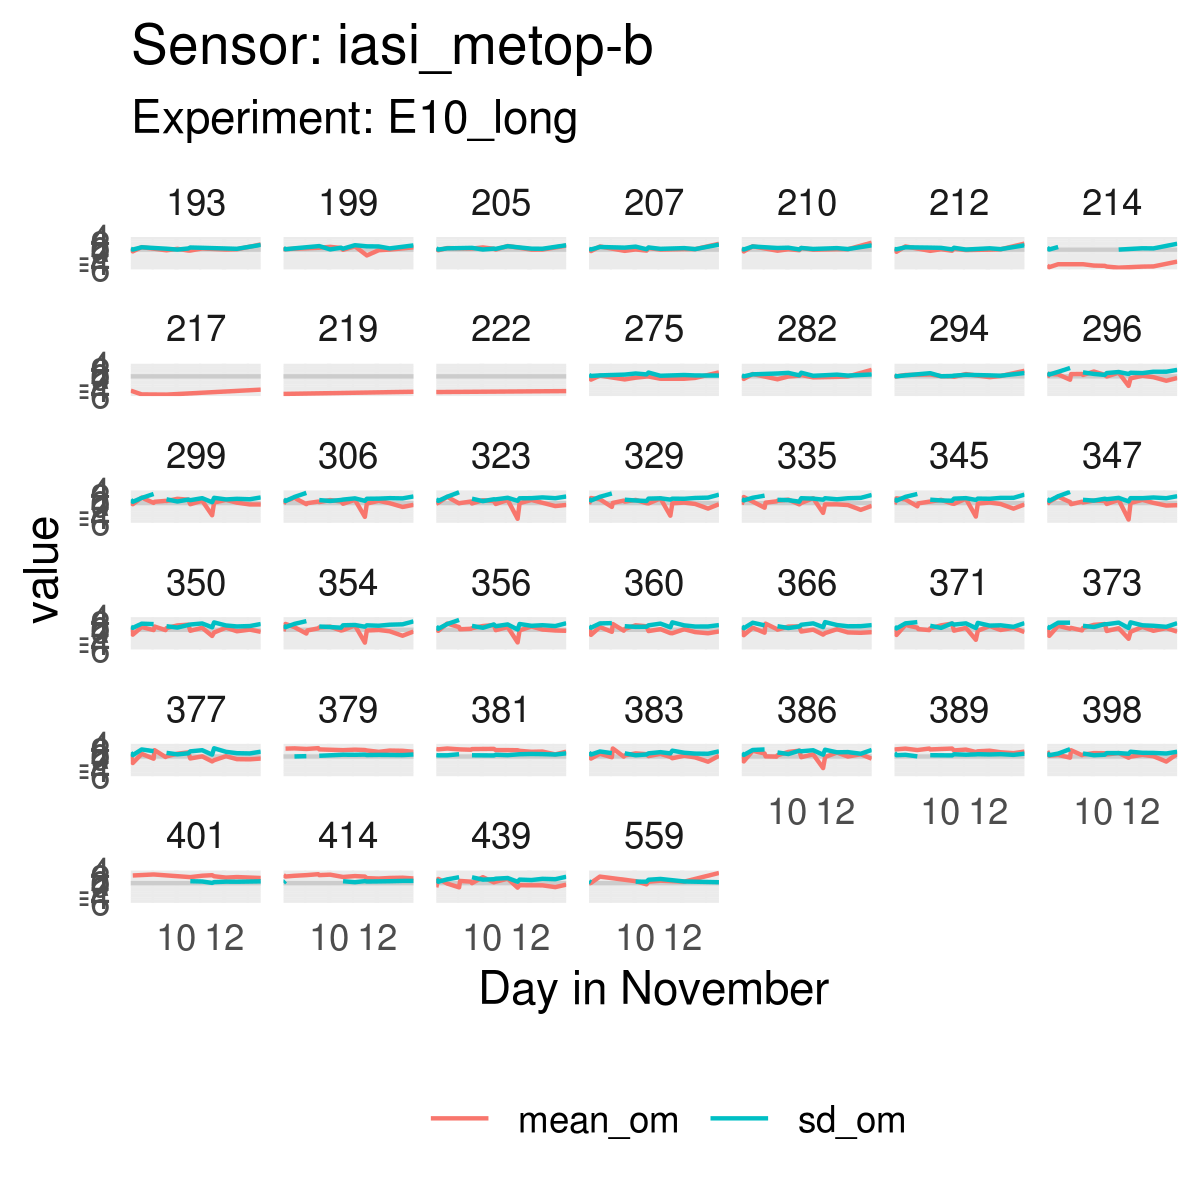 Sensor: iasi_metop-b
Experiment: E10_long
193 199 205 207 210 212 214
217 219 222 275 282 294 296
299 306 323 329 335 345 347
350 354 356 360 366 371 373
377 379 381 383 386 389 398
10 12 10 12 10 12
401 414 439 559
10 12 10 12 10 12 10 12
value
Day in November
mean_om sd_om